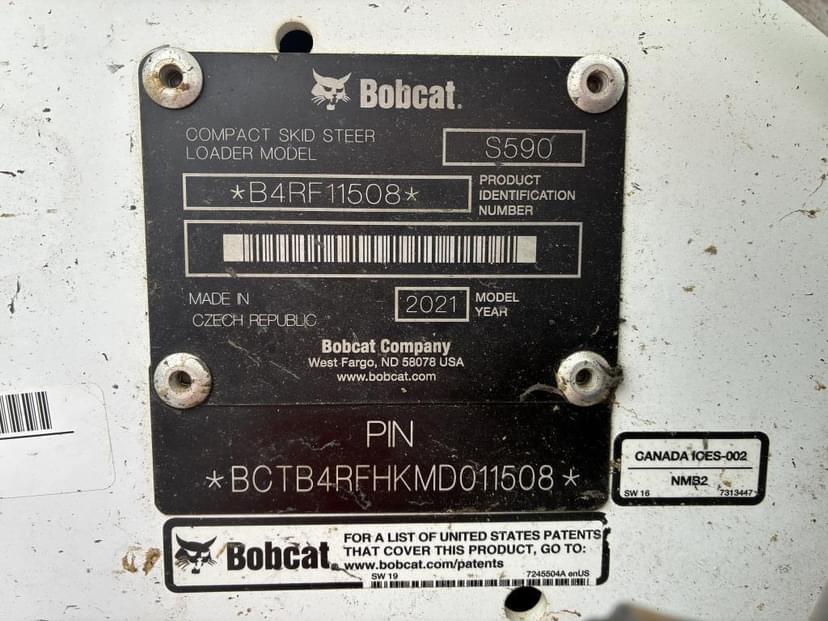 Bobcat.
COMPACT SKID STEER
LOADER MODEL
S590
*B4RF11508*
PRODUCT
IDENTIFICATION
NUMBER
MADE IN
CZECH REPUBLIC
2021
MODEL
YEAR
Bobcat Company
West Fargo, ND 58078 USA
www.bobcat.com
PIN
*BCTB4RFHKMD011508*
CANADA ICES-002
NMB2
SW 16 7313447
Bobcat.
FOR A LIST OF UNITED STATES PATENTS
THAT COVER THIS PRODUCT, GO TO:
www.bobcat.com/patents
SW 19 7245504A enUS